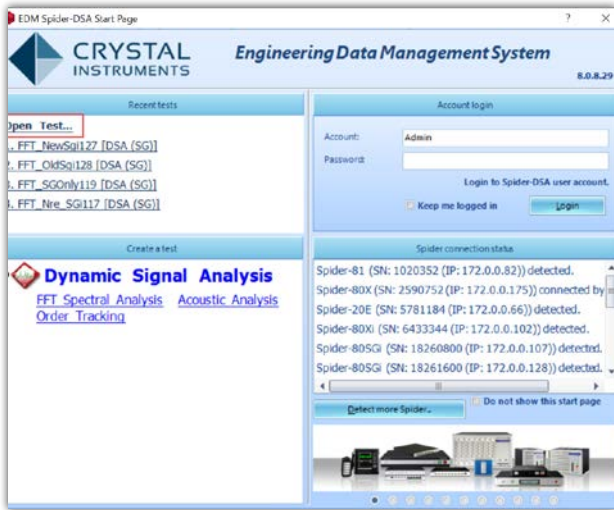 EDM Spider-DSA Start Page
CRYSTAL
INSTRUMENTS
Engineering Data Management System
8.0.8.29
Recent tests
Open Test...
1. FFT_NewSgi127 [DSA (SG)]
2. FFT_OldSgi128 [DSA (SG)]
3. FFT_SGOnly119 [DSA (SG)]
4. FFT_Nre_SGi117 [DSA (SG)]
Account login
Account: Admin
Password:
Login to Spider-DSA user account.
Keep me logged in Login
Create a test
Dynamic Signal Analysis
FFT Spectral Analysis Acoustic Analysis
Order Tracking
Spider connection status
Spider-81 (SN: 1020352 (IP: 172.0.0.82)) detected.
Spider-80X (SN: 2590752 (IP: 172.0.0.175)) connected by
Spider-20E (SN: 5781184 (IP: 172.0.0.66)) detected.
Spider-80Xi (SN: 6433344 (IP: 172.0.0.102)) detected.
Spider-80SGi (SN: 18260800 (IP: 172.0.0.107)) detected.
Spider-80SGi (SN: 18261600 (IP: 172.0.0.128)) detected.
Detect more Spider.. Do not show this start page